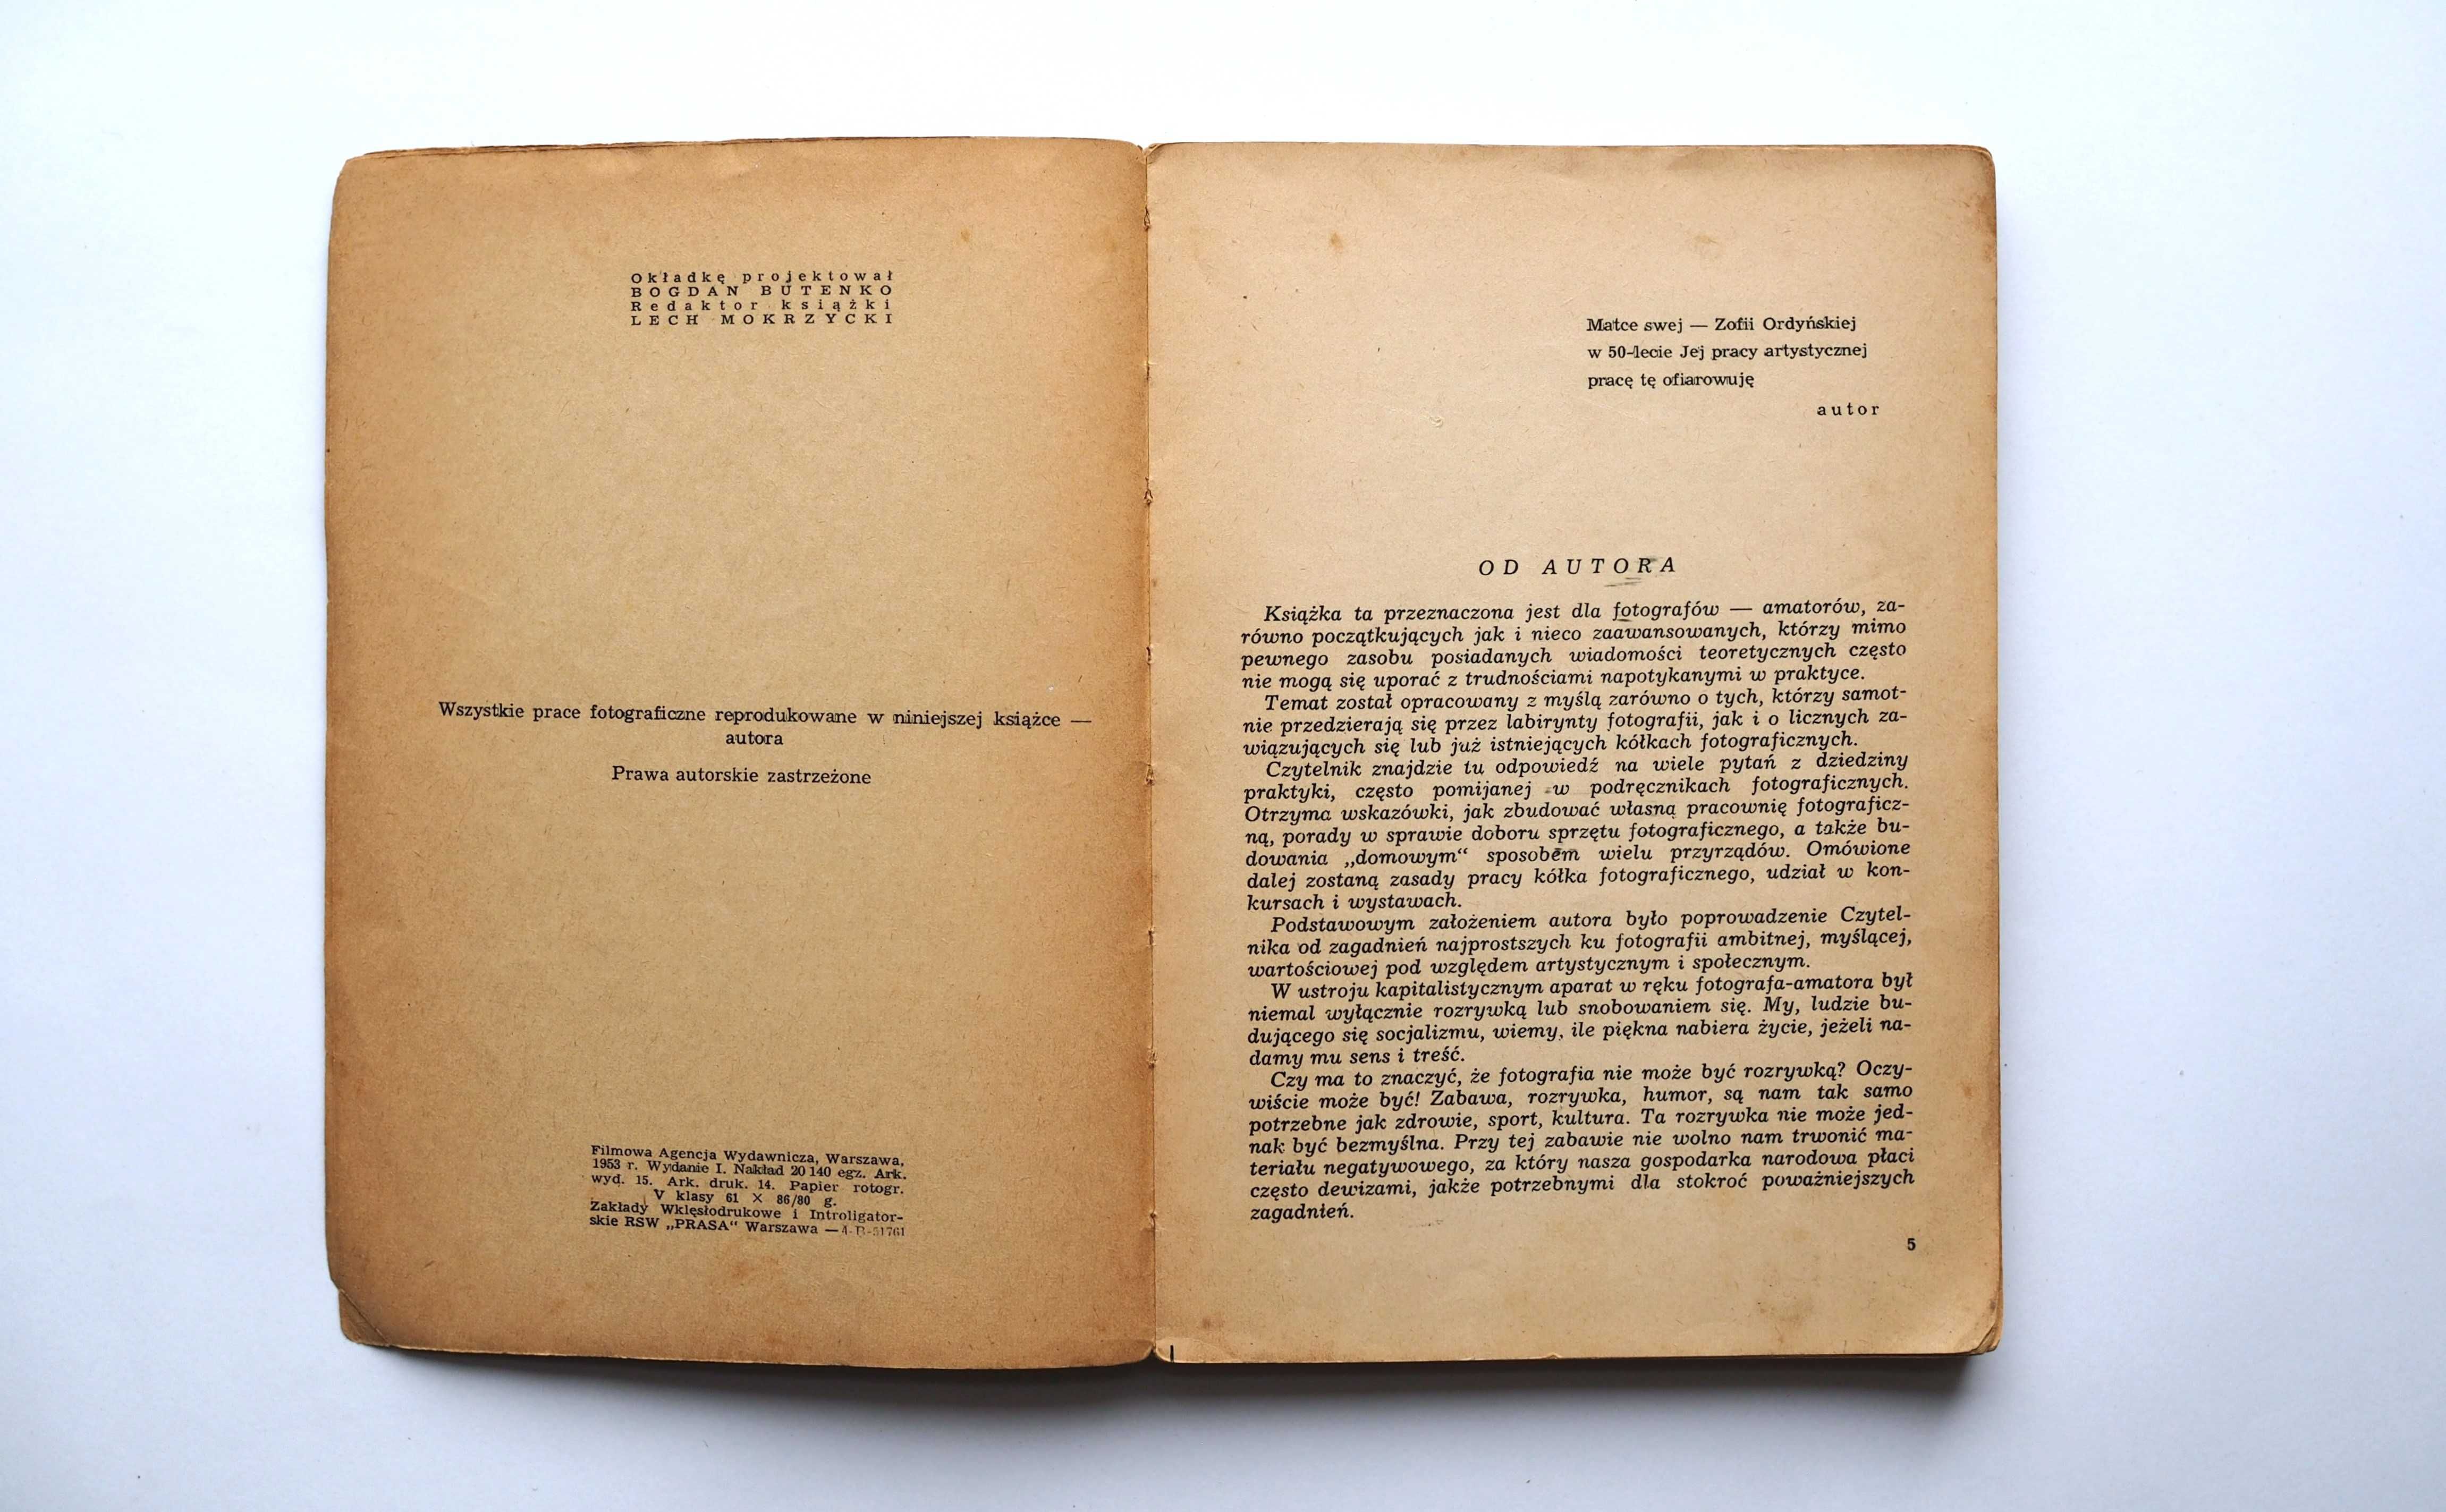 Okładkę projektował
BOGDAN BUTENKO
Redaktor książki
LECH MOKRZYCKI
Wszystkie prace fotograficzne reprodukowane w niniejszej książce —
autora
Prawa autorskie zastrzeżone
Filmowa Agencja Wydawnicza, Warszawa,
1953 r. Wydanie I. Nakład 20 140 egz. Ark.
wyd. 15. Ark. druk. 14. Papier rotogr.
V klasy 61 × 86/80 g.
Zakłady Wklęsłodrukowe i Introligator-
skie RSW „PRASA“ Warszawa — 4-B-51761
Matce swej — Zofii Ordyńskiej
w 50-lecie Jej pracy artystycznej
pracę tę ofiarowuję
autor
OD AUTORA
Książka ta przeznaczona jest dla fotografów — amatorów, za-
równo początkujących jak i nieco zaawansowanych, którzy mimo
pewnego zasobu posiadanych wiadomości teoretycznych często
nie mogą się uporać z trudnościami napotykanymi w praktyce.
Temat został opracowany z myślą zarówno o tych, którzy samot-
nie przedzierają się przez labirynty fotografii, jak i o licznych za-
wiązujących się lub już istniejących kółkach fotograficznych.
Czytelnik znajdzie tu odpowiedź na wiele pytań z dziedziny
praktyki, często pomijanej w podręcznikach fotograficznych.
Otrzyma wskazówki, jak zbudować własną pracownię fotograficz-
ną, porady w sprawie doboru sprzętu fotograficznego, a także bu-
dowania „domowym“ sposobem wielu przyrządów. Omówione
dalej zostaną zasady pracy kółka fotograficznego, udział w kon-
kursach i wystawach.
Podstawowym założeniem autora było poprowadzenie Czytel-
nika od zagadnień najprostszych ku fotografii ambitnej, myślącej,
wartościowej pod względem artystycznym i społecznym.
W ustroju kapitalistycznym aparat w ręku fotografa-amatora był
niemal wyłącznie rozrywką lub snobowaniem się. My, ludzie bu-
dującego się socjalizmu, wiemy, ile piękna nabiera życie, jeżeli na-
damy mu sens i treść.
Czy ma to znaczyć, że fotografia nie może być rozrywką? Oczy-
wiście może być! Zabawa, rozrywka, humor, są nam tak samo
potrzebne jak zdrowie, sport, kultura. Ta rozrywka nie może jed-
nak być bezmyślna. Przy tej zabawie nie wolno nam trwonić ma-
teriału negatywowego, za który nasza gospodarka narodowa płaci
często dewizami, jakże potrzebnymi dla stokroć poważniejszych
zagadnień.
5